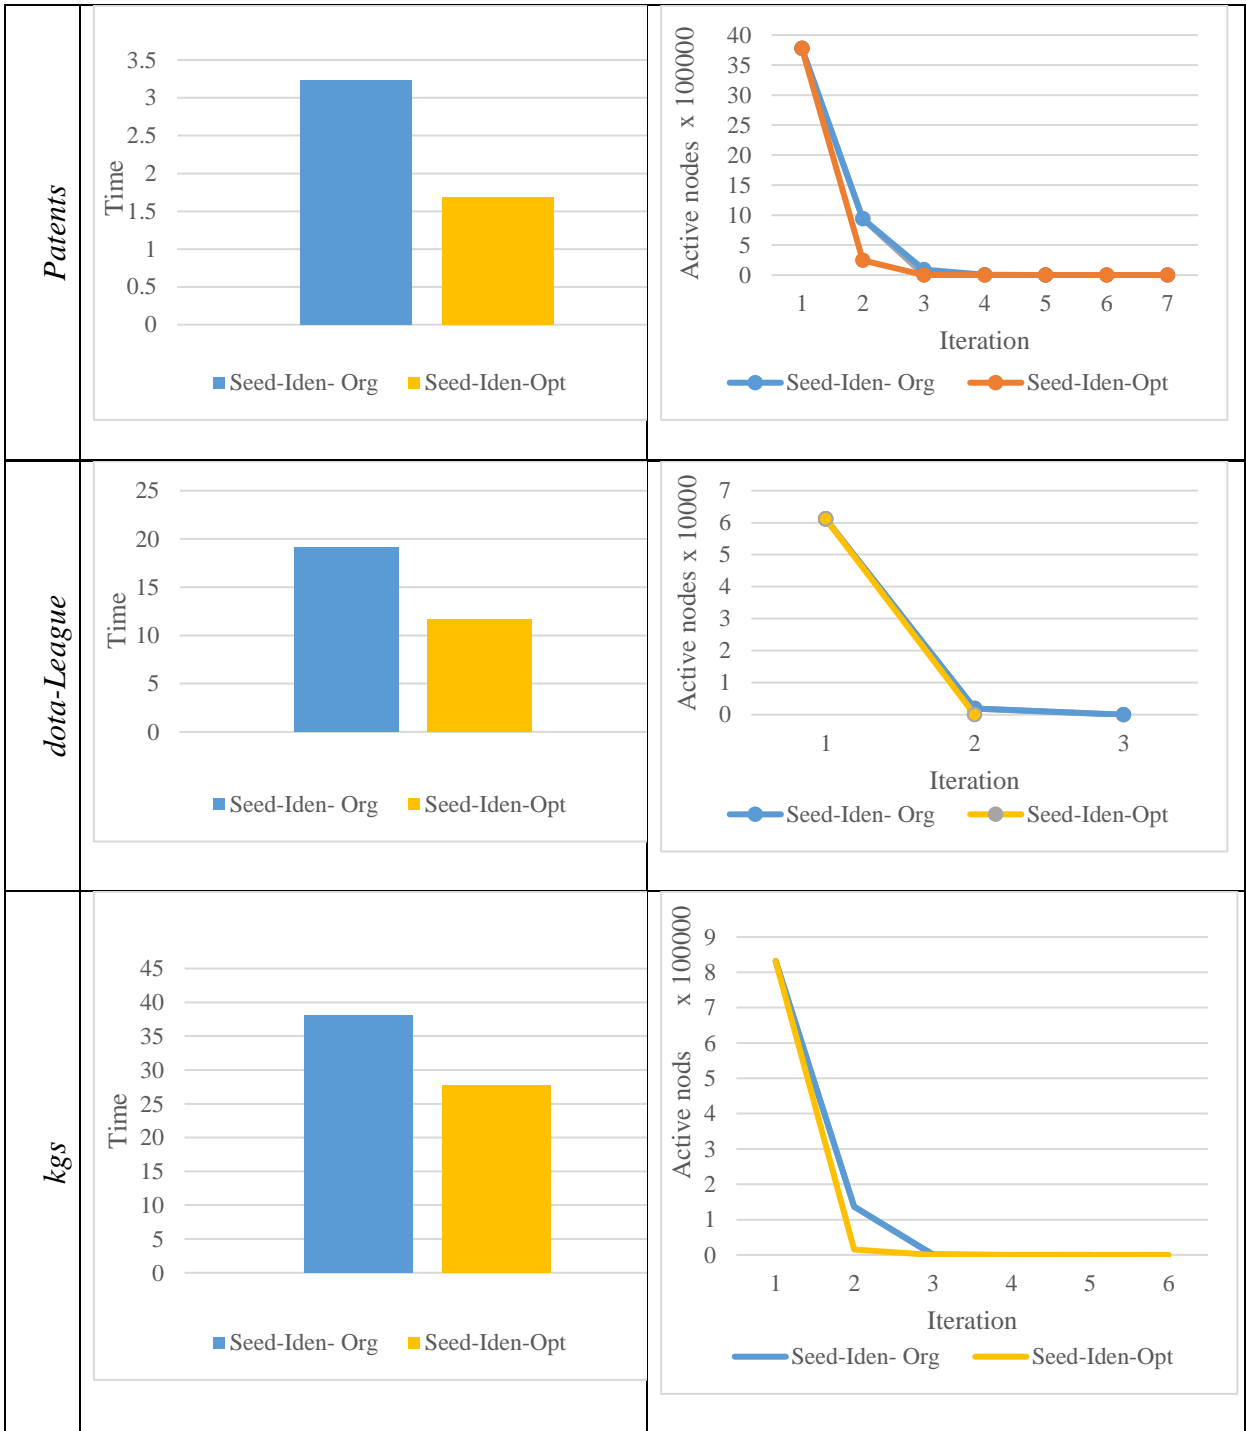 Patents
3.5
3
2.5
2
1.5
1
0.5
0
Time
Seed-Iden- Org Seed-Iden-Opt
40
35
30
25
20
15
10
5
0
Active nodes x 100000
1 2 3 4 5 6 7
Iteration
Seed-Iden- Org Seed-Iden-Opt
dota-League
25
20
15
10
5
0
Time
Seed-Iden- Org Seed-Iden-Opt
7
6
5
4
3
2
1
0
Active nodes x 10000
1 2 3
Iteration
Seed-Iden- Org Seed-Iden-Opt
kgs
45
40
35
30
25
20
15
10
5
0
Time
Seed-Iden- Org Seed-Iden-Opt
9
8
7
6
5
4
3
2
1
0
Active nods x 100000
1 2 3 4 5 6
Iteration
Seed-Iden- Org Seed-Iden-Opt